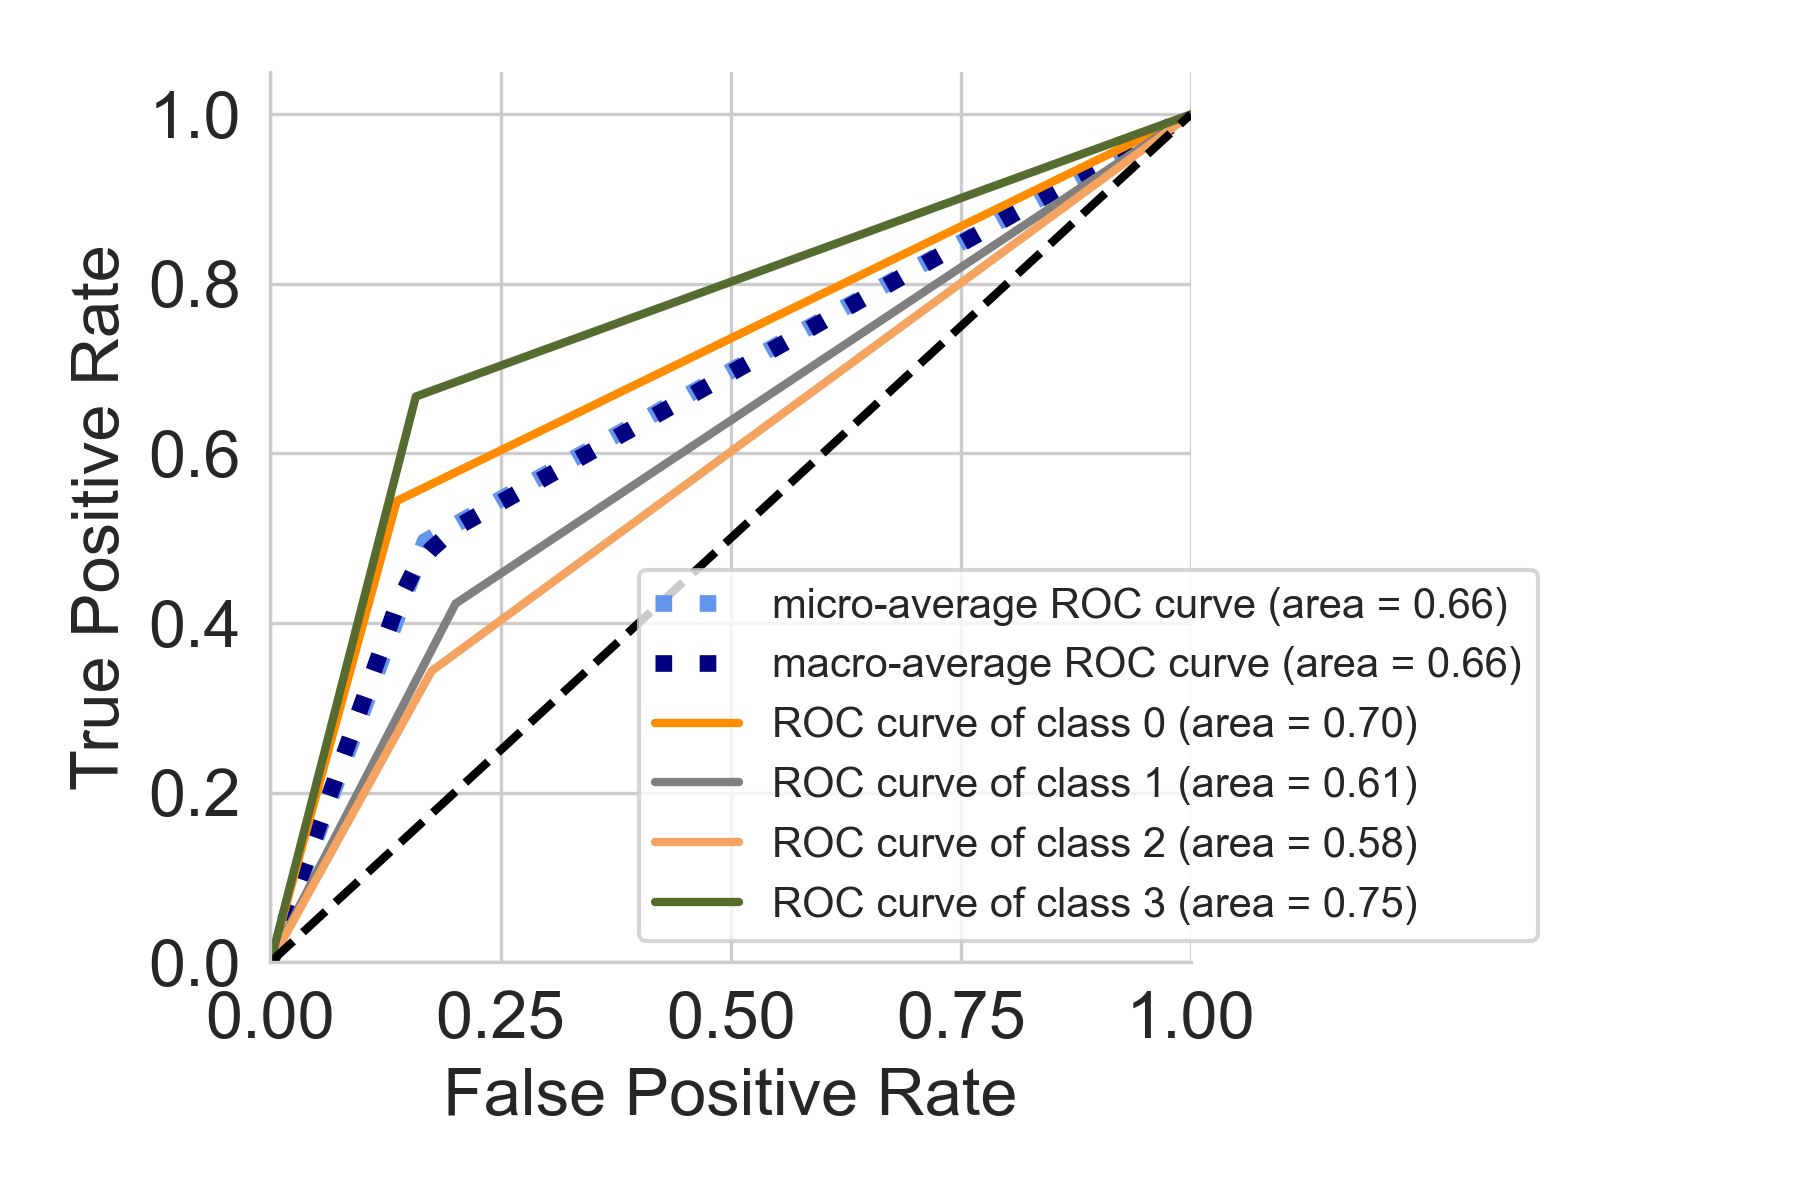 True Positive Rate
1.0
0.8
0.6
0.4
0.2
0.0
micro-average ROC curve (area = 0.66)
macro-average ROC curve (area = 0.66)
ROC curve of class 0 (area = 0.70)
ROC curve of class 1 (area = 0.61)
ROC curve of class 2 (area = 0.58)
ROC curve of class 3 (area = 0.75)
0.00 0.25 0.50 0.75 1.00
False Positive Rate